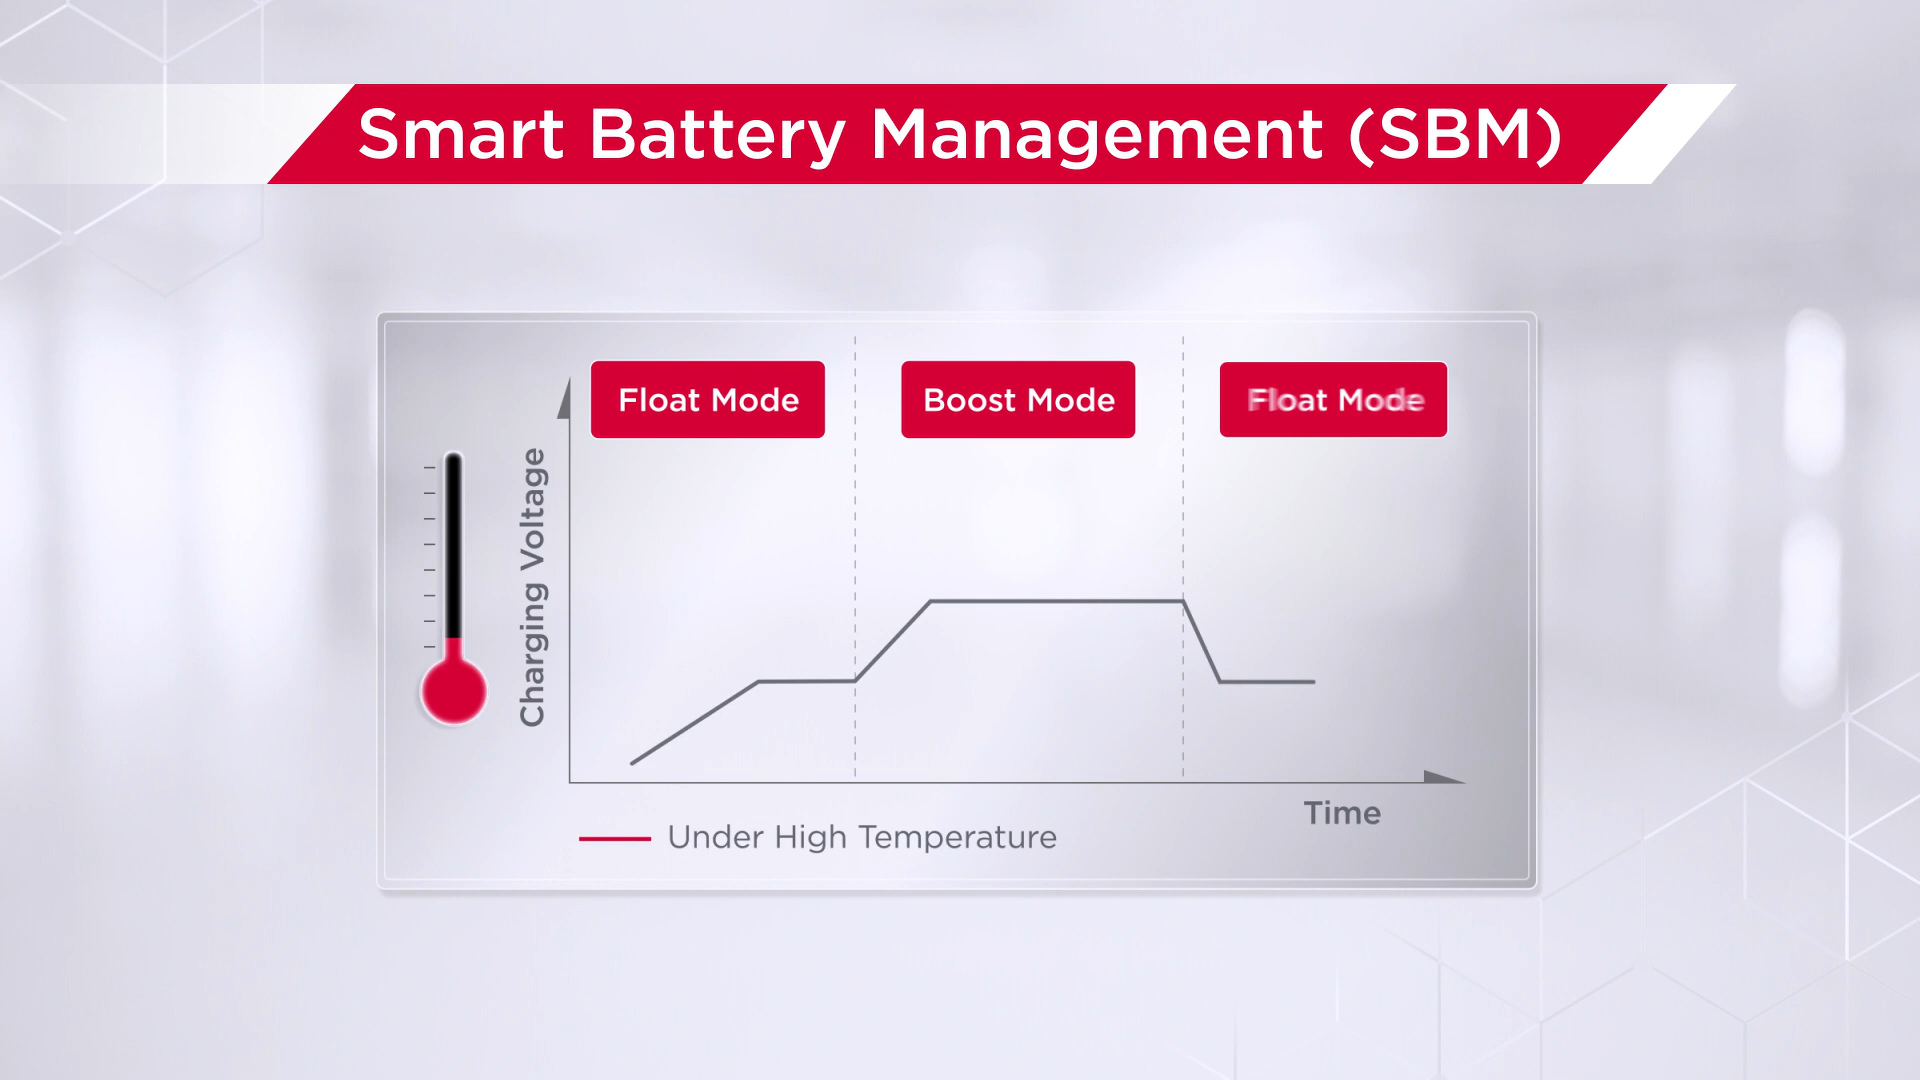 Smart Battery Management (SBM)
Float Mode
Boost Mode
Float Mode
Charging Voltage
Time
Under High Temperature